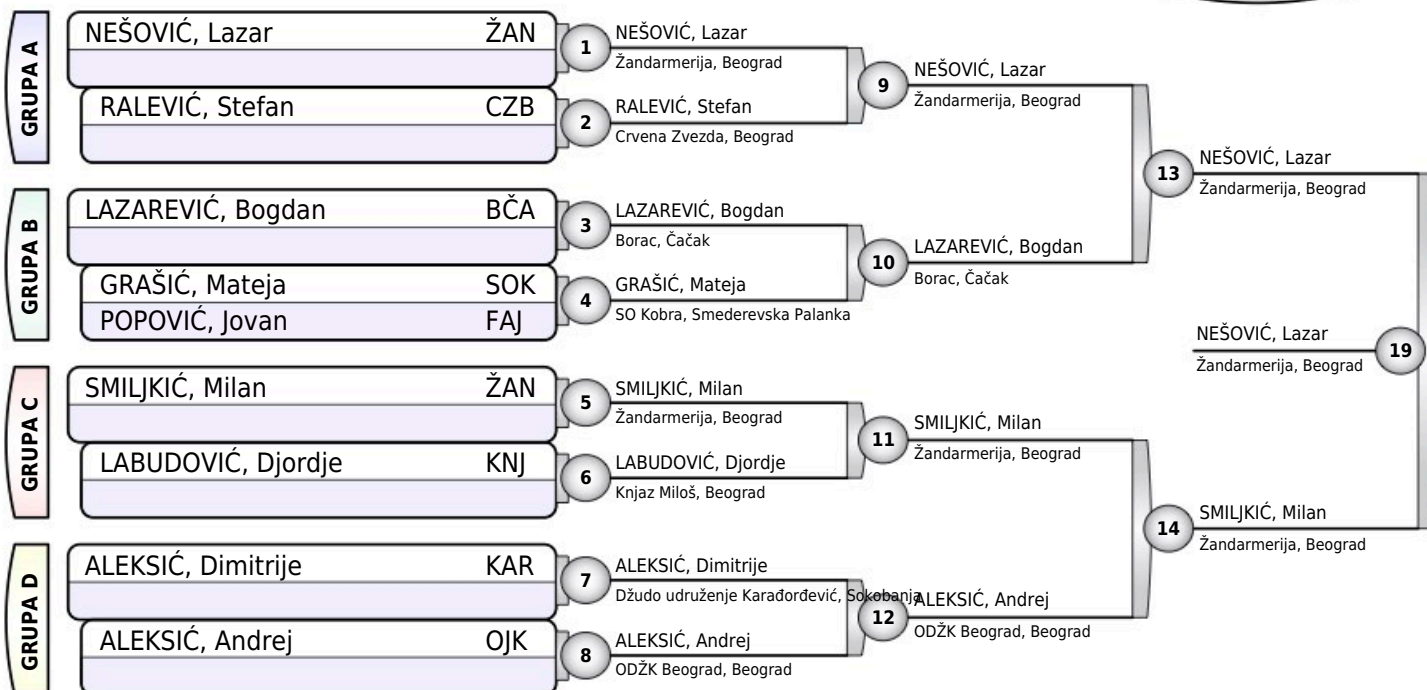 GRUPA A
NEŠOVIĆ, Lazar ŽAN
RALEVIĆ, Stefan CZB
GRUPA B
LAZAREVIĆ, Bogdan BČA
GRAŠIĆ, Mateja SOK
POPOVIĆ, Jovan FAJ
GRUPA C
SMILJKIĆ, Milan ŽAN
LABUDOVIĆ, Djordje KNJ
GRUPA D
ALEKSIĆ, Dimitrije KAR
ALEKSIĆ, Andrej OJK
1
NEŠOVIĆ, Lazar
Žandarmerija, Beograd
2
RALEVIĆ, Stefan
Crvena Zvezda, Beograd
3
LAZAREVIĆ, Bogdan
Borac, Čačak
4
GRAŠIĆ, Mateja
SO Kobra, Smederevska Palanka
5
SMILJKIĆ, Milan
Žandarmerija, Beograd
6
LABUDOVIĆ, Djordje
Knjaz Miloš, Beograd
7
ALEKSIĆ, Dimitrije
Džudo udruženje Karađorđević, Sokobanja
8
ALEKSIĆ, Andrej
ODŽK Beograd, Beograd
9
NEŠOVIĆ, Lazar
Žandarmerija, Beograd
10
LAZAREVIĆ, Bogdan
Borac, Čačak
11
SMILJKIĆ, Milan
Žandarmerija, Beograd
12
ALEKSIĆ, Andrej
ODŽK Beograd, Beograd
13
NEŠOVIĆ, Lazar
Žandarmerija, Beograd
14
SMILJKIĆ, Milan
Žandarmerija, Beograd
NEŠOVIĆ, Lazar
Žandarmerija, Beograd
19